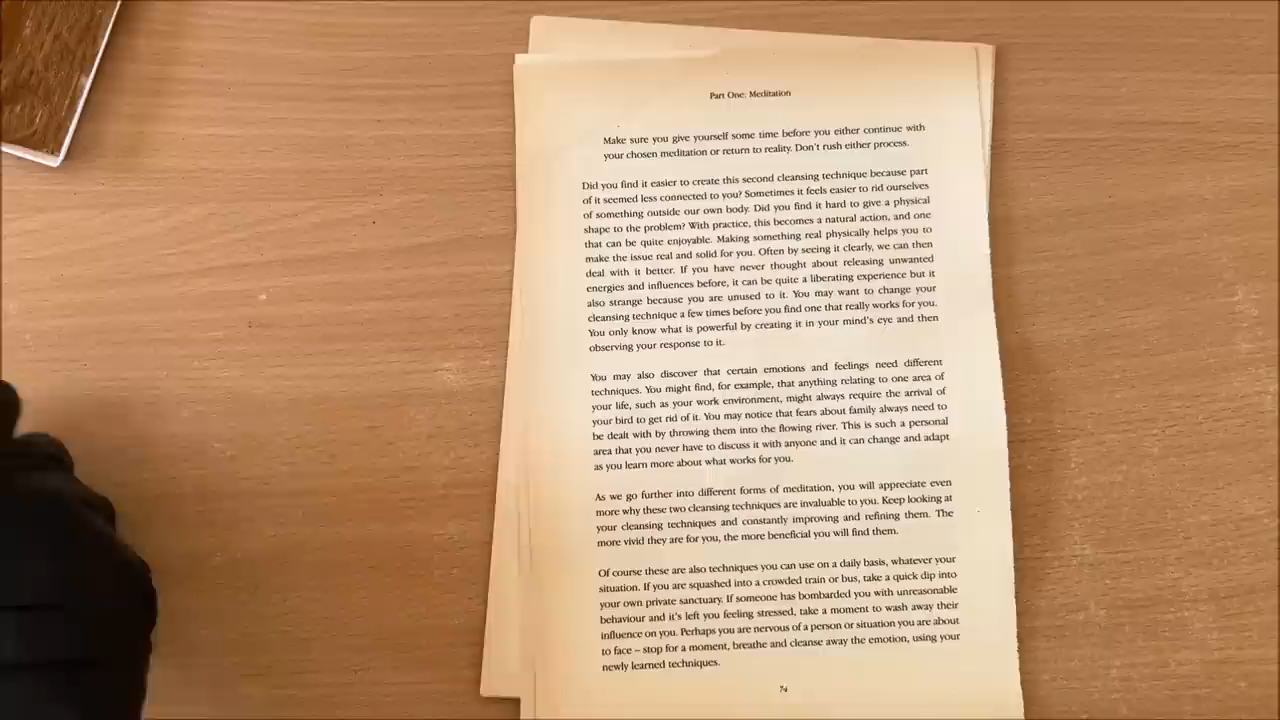 Part One: Meditation
Make sure you give yourself some time before you either continue with
your chosen meditation or return to reality. Don't rush either process.
Did you find it easier to create this second cleansing technique because part
of it seemed less connected to you? Sometimes it feels easier to rid ourselves
of something outside our own body. Did you find it hard to give a physical
shape to the problem? With practice, this becomes a natural action, and one
that can be quite enjoyable. Making something real physically helps you to
make the issue real and solid for you. Often by seeing it clearly, we can then
deal with it better. If you have never thought about releasing unwanted
energies and influences before, it can be quite a liberating experience but it
also strange because you are unused to it. You may want to change your
cleansing technique a few times before you find one that really works for you.
You only know what is powerful by creating it in your mind's eye and then
observing your response to it.
You may also discover that certain emotions and feelings need different
techniques. You might find, for example, that anything relating to one area of
your life, such as your work environment, might always require the arrival of
your bird to get rid of it. You may notice that fears about family always need to
be dealt with by throwing them into the flowing river. This is such a personal
area that you never have to discuss it with anyone and it can change and adapt
as you learn more about what works for you.
As we go further into different forms of meditation, you will appreciate even
more why these two cleansing techniques are invaluable to you. Keep looking at
your cleansing techniques and constantly improving and refining them. The
more vivid they are for you, the more beneficial you will find them.
Of course these are also techniques you can use on a daily basis, whatever your
situation. If you are squashed into a crowded train or bus, take a quick dip into
your own private sanctuary. If someone has bombarded you with unreasonable
behaviour and it's left you feeling stressed, take a moment to wash away their
influence on you. Perhaps you are nervous of a person or situation you are about
to face – stop for a moment, breathe and cleanse away the emotion, using your
newly learned techniques.
74